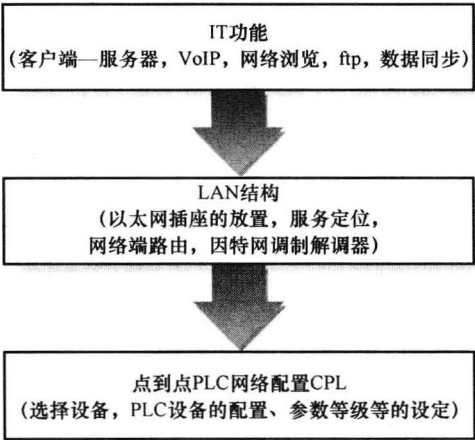 IT功能
(客户端—服务器，VoIP，网络浏览，ftp，数据同步)
LAN结构
(以太网插座的放置，服务定位，
网络端路由，因特网调制解调器)
点到点PLC网络配置CPL
(选择设备，PLC设备的配置、参数等级等的设定)